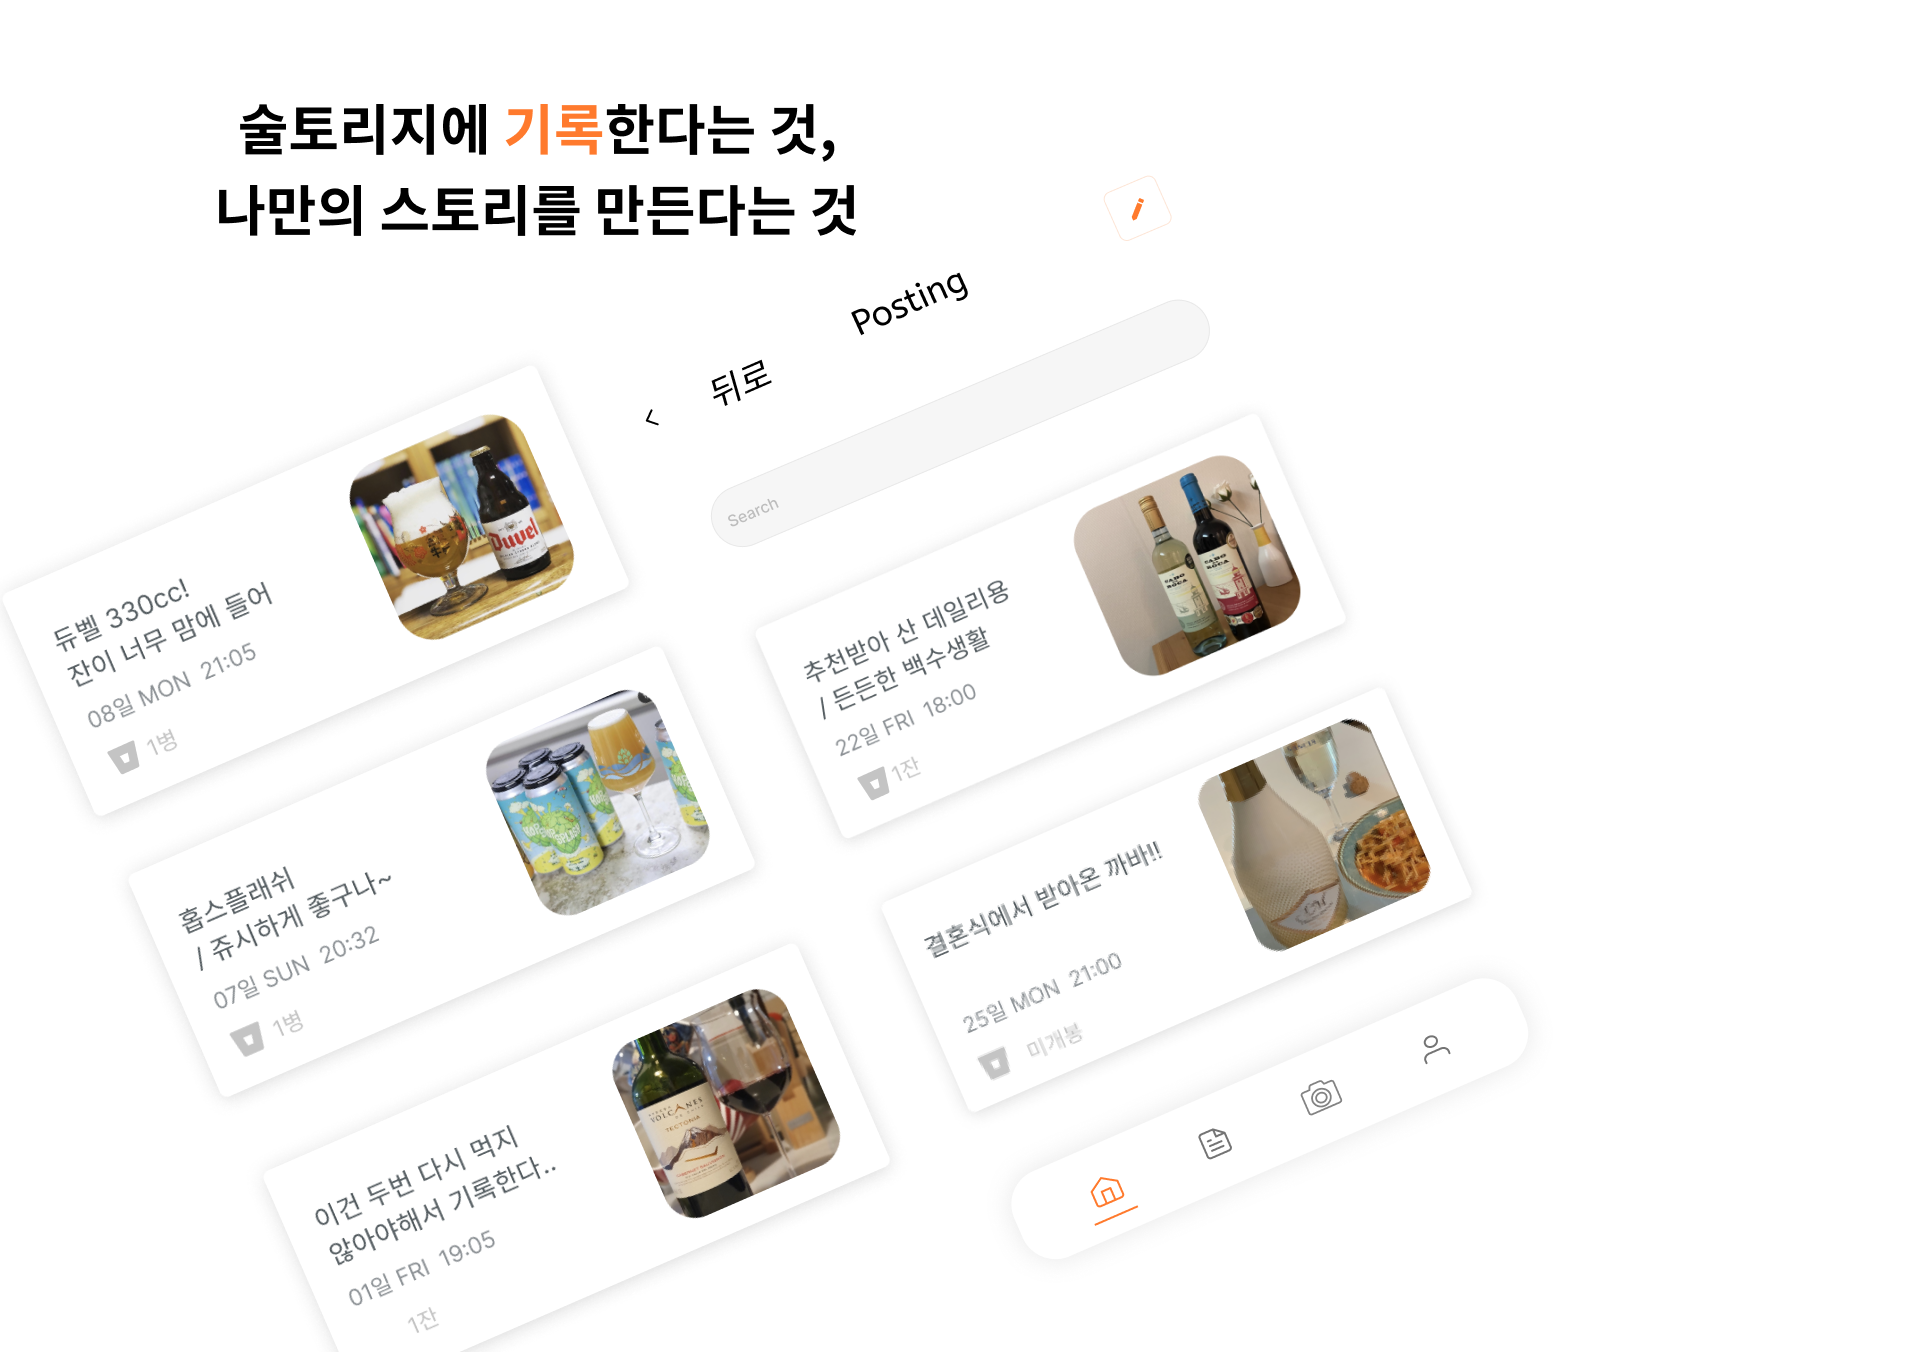 술토리지에 기록한다는 것,
나만의 스토리를 만든다는 것
뒤로
Posting
Search
듀벨 330cc!
잔이 너무 맘에 들어
08일 MON 21:05
1병
Duvel
홉스플래쉬
/ 쥬시하게 좋구나~
07일 SUN 20:32
1병
이건 두번 다시 먹지
않아야해서 기록한다..
01일 FRI 19:05
1잔
VOLCANES
TECTONIA
추천받아 산 데일리용
/ 든든한 백수생활
22일 FRI 18:00
1잔
CABO
ROCA
CABO
ROCA
결혼식에서 받아온 까바!!
25일 MON 21:00
미개봉